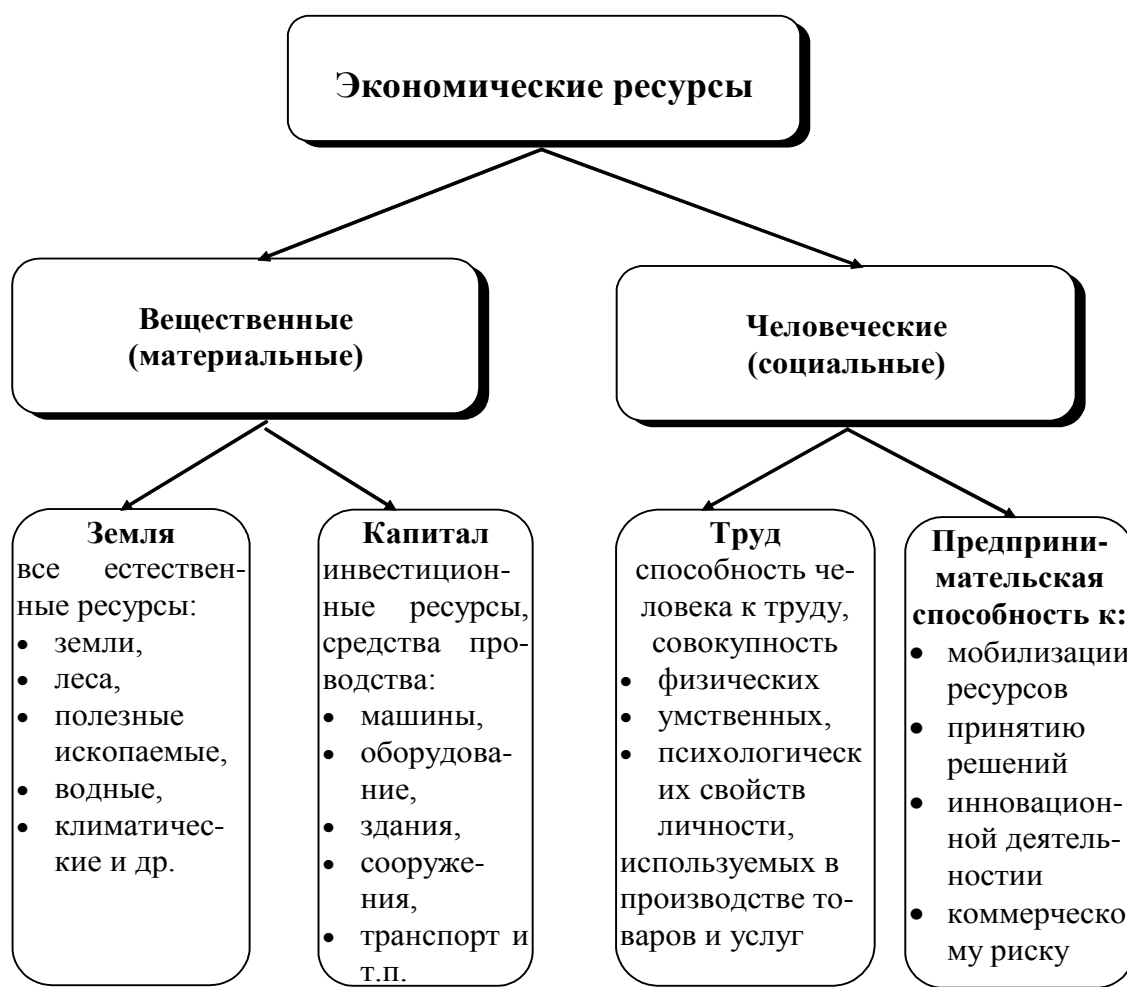 Экономические ресурсы
Вещественные
(материальные)
Человеческие
(социальные)
Земля
все естествен-
ные ресурсы:
• земли,
• леса,
• полезные
ископаемые,
• водные,
• климатичес-
кие и др.
Капитал
инвестицион-
ные ресурсы,
средства про-
водства:
• машины,
• оборудова-
ние,
• здания,
• сооруже-
ния,
• транспорт и
т.п.
Труд
способность че-
ловека к труду,
совокупность
• физических
• умственных,
• психологическ
их свойств
личности,
используемых в
производстве то-
варов и услуг
Предприни-
мательская
способность к:
• мобилизации
ресурсов
• принятию
решений
• инновацион-
ной деятель-
ностии
• коммерческо
му риску